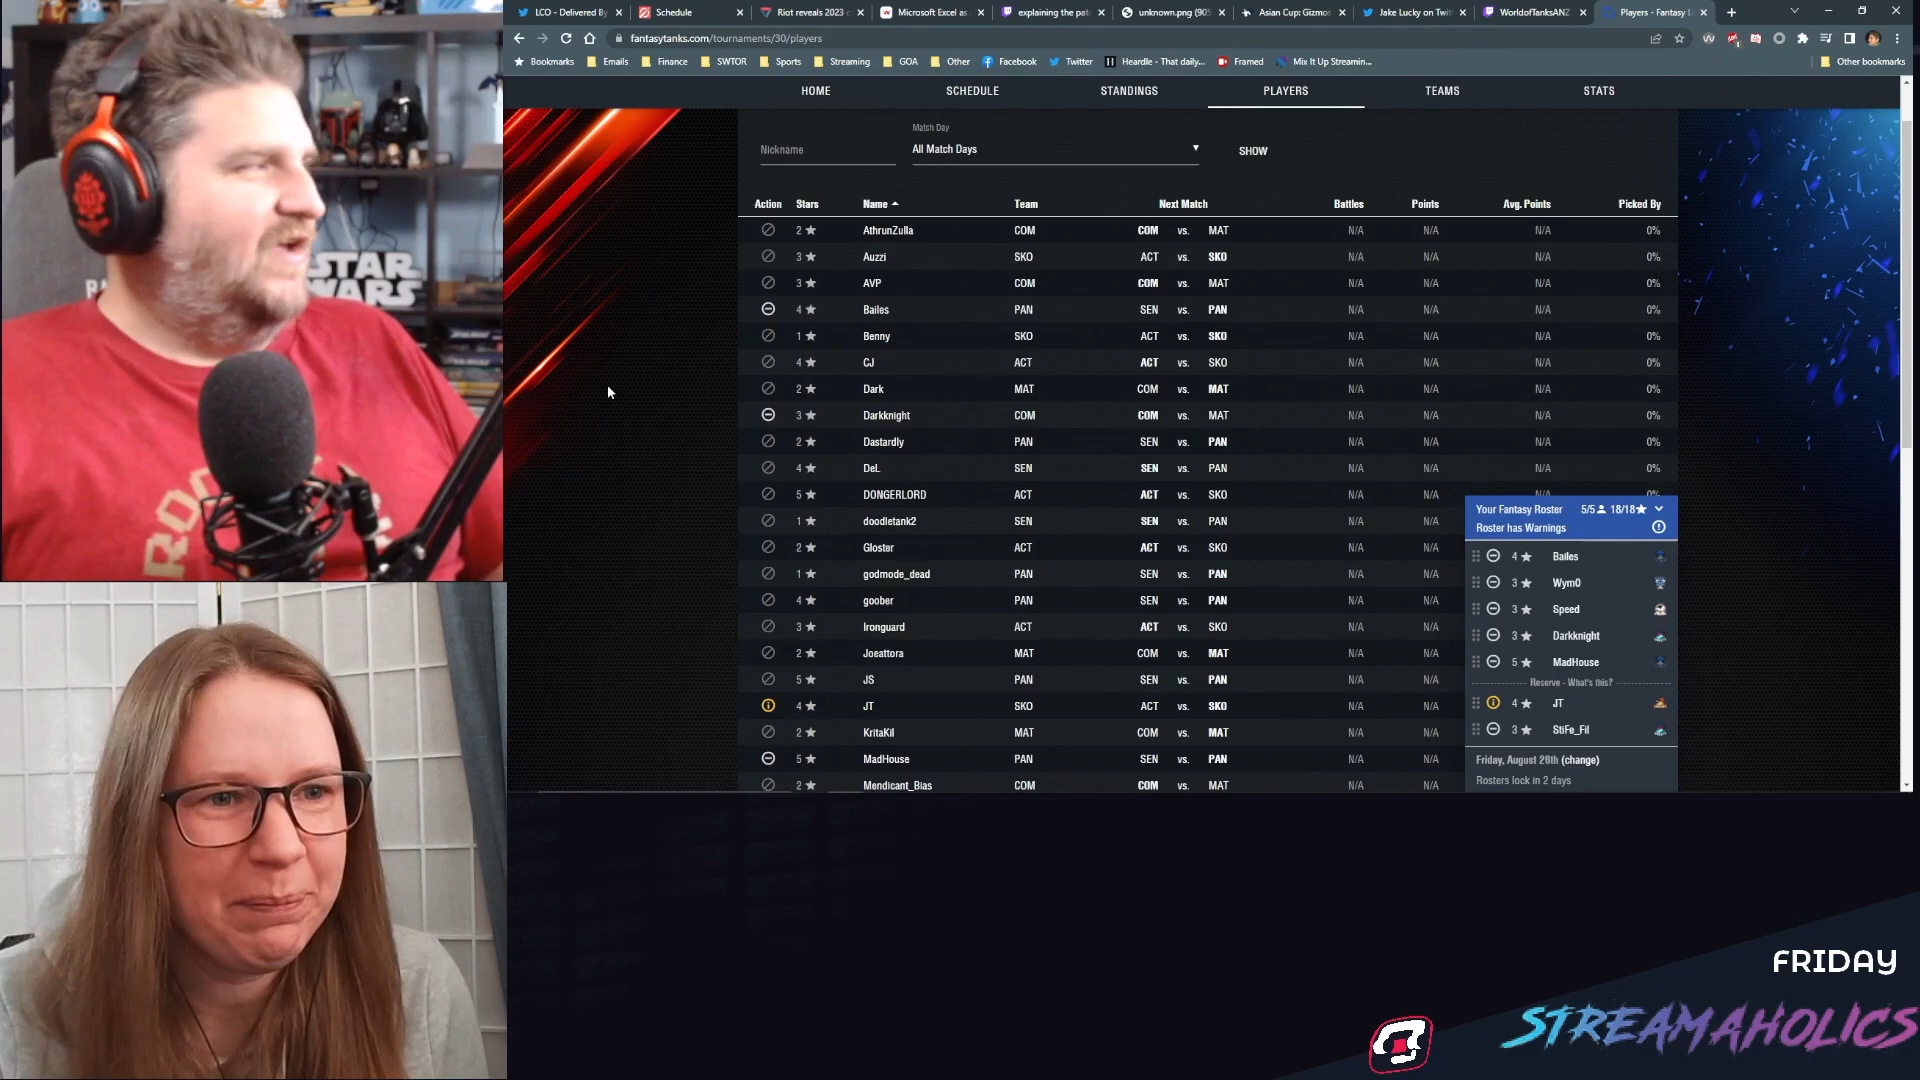 LCO - Delivered By
Schedule
Riot reveals 2023 c
Microsoft Excel as
explaining the pat
unknown.png (905
Asian Cup: Gizmos
Jake Lucky on Twit
WorldofTanksANZ
Players - Fantasy L
fantasytanks.com/tournaments/30/players
Bookmarks
Emails
Finance
SWTOR
Sports
Streaming
GOA
Other
Facebook
Twitter
Heardle - That daily...
Framed
Mix It Up Streamin...
Other bookmarks
HOME SCHEDULE STANDINGS PLAYERS TEAMS STATS
Match Day
Nickname All Match Days SHOW
Action Stars Name Team Next Match Battles Points Avg. Points Picked By
2 AthrunZulla COM COM vs. MAT N/A N/A N/A 0%
3 Auzzi SKO ACT vs. SKO N/A N/A N/A 0%
3 AVP COM COM vs. MAT N/A N/A N/A 0%
4 Bailes PAN SEN vs. PAN N/A N/A N/A 0%
1 Benny SKO ACT vs. SKO N/A N/A N/A 0%
4 CJ ACT ACT vs. SKO N/A N/A N/A 0%
2 Dark MAT COM vs. MAT N/A N/A N/A 0%
3 Darkknight COM COM vs. MAT N/A N/A N/A 0%
2 Dastardly PAN SEN vs. PAN N/A N/A N/A 0%
4 DeL SEN SEN vs. PAN N/A N/A N/A 0%
5 DONGERLORD ACT ACT vs. SKO N/A N/A N/A 0%
1 doodletank2 SEN SEN vs. PAN N/A N/A
2 Gloster ACT ACT vs. SKO N/A N/A
1 godmode_dead PAN SEN vs. PAN N/A N/A
4 goober PAN SEN vs. PAN N/A N/A
3 Ironguard ACT ACT vs. SKO N/A N/A
2 Joeattora MAT COM vs. MAT N/A N/A
5 JS PAN SEN vs. PAN N/A N/A
4 JT SKO ACT vs. SKO N/A N/A
2 KritaKil MAT COM vs. MAT N/A N/A
5 MadHouse PAN SEN vs. PAN N/A N/A
2 Mendicant_Bias COM COM vs. MAT N/A N/A
Your Fantasy Roster 5/5 18/18
Roster has Warnings
4 Bailes
3 Wym0
3 Speed
3 Darkknight
5 MadHouse
Reserve - What's this?
4 JT
3 StiFe_Fil
Friday, August 26th (change)
Rosters lock in 2 days
STAR
WARS
ROC
FRIDAY
STREAMAHOLICS